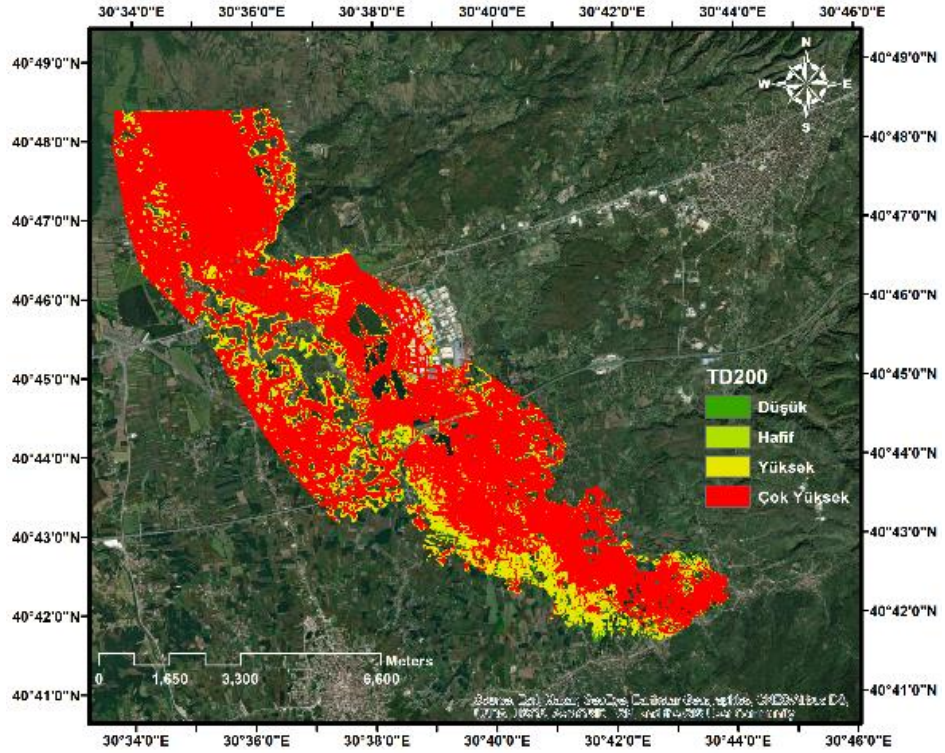 30°34'0"E 30°36'0"E 30°38'0"E 30°40'0"E 30°42'0"E 30°44'0"E 30°46'0"E
40°49'0"N 40°49'0"N
N
W E
S
40°48'0"N 40°48'0"N
40°47'0"N 40°47'0"N
40°46'0"N 40°46'0"N
40°45'0"N 40°45'0"N
TD200
Düşük
Hafif
Yüksek
Çok Yüksek
40°44'0"N 40°44'0"N
40°43'0"N 40°43'0"N
40°42'0"N 40°42'0"N
Meters
0 1,650 3,300 6,600
40°41'0"N 40°41'0"N
30°34'0"E 30°36'0"E 30°38'0"E 30°40'0"E 30°42'0"E 30°44'0"E 30°46'0"E